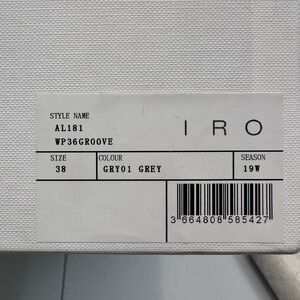 STYLE NAME
AL181
WP36GROOVE
IRO
SIZE COLOUR SEASON
38 GRY01 GREY 19W
3 664808 585427